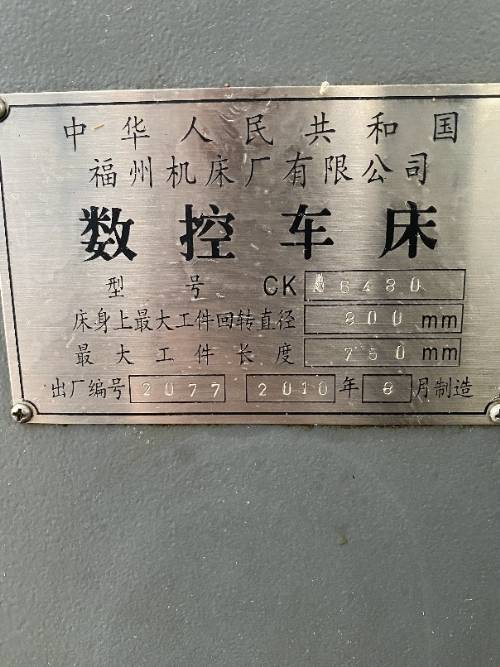 中华人民共和国
福州机床厂有限公司
数控车床
型号 CK 6480
床身上最大工件回转直径 800 mm
最大工件长度 750 mm
出厂编号 2077 2010 年 8 月制造